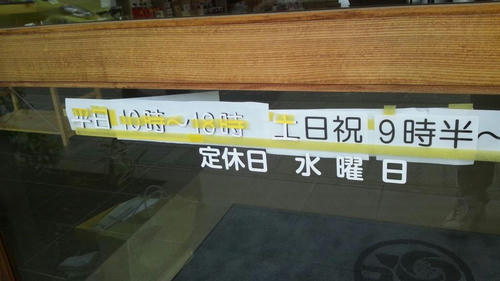 平日 10時～18時 土日祝 9時半～
定休日 水曜日